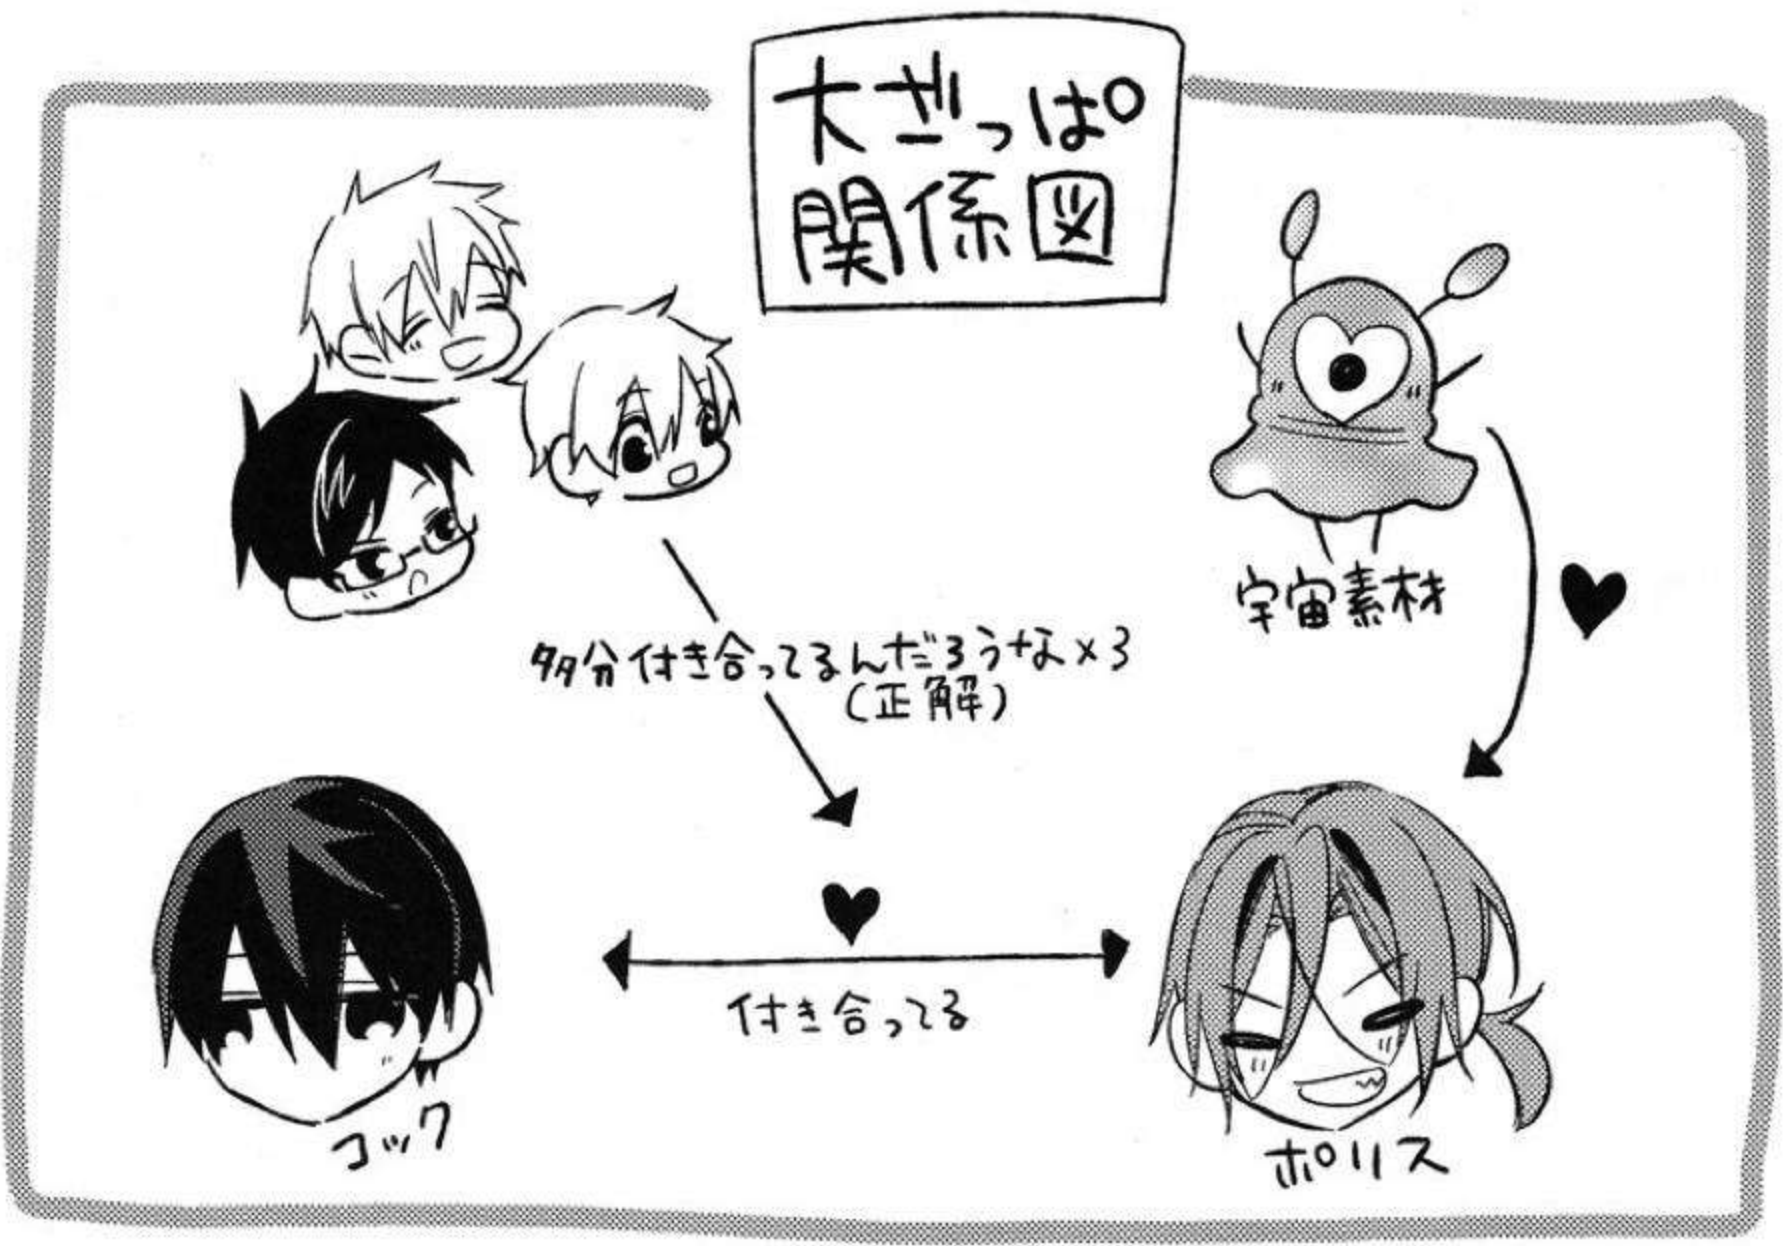 大ざっぱ
関係図
宇宙素材
多分付き合ってるんだろうな×3
(正解)
付き合ってる
コック
ポリス